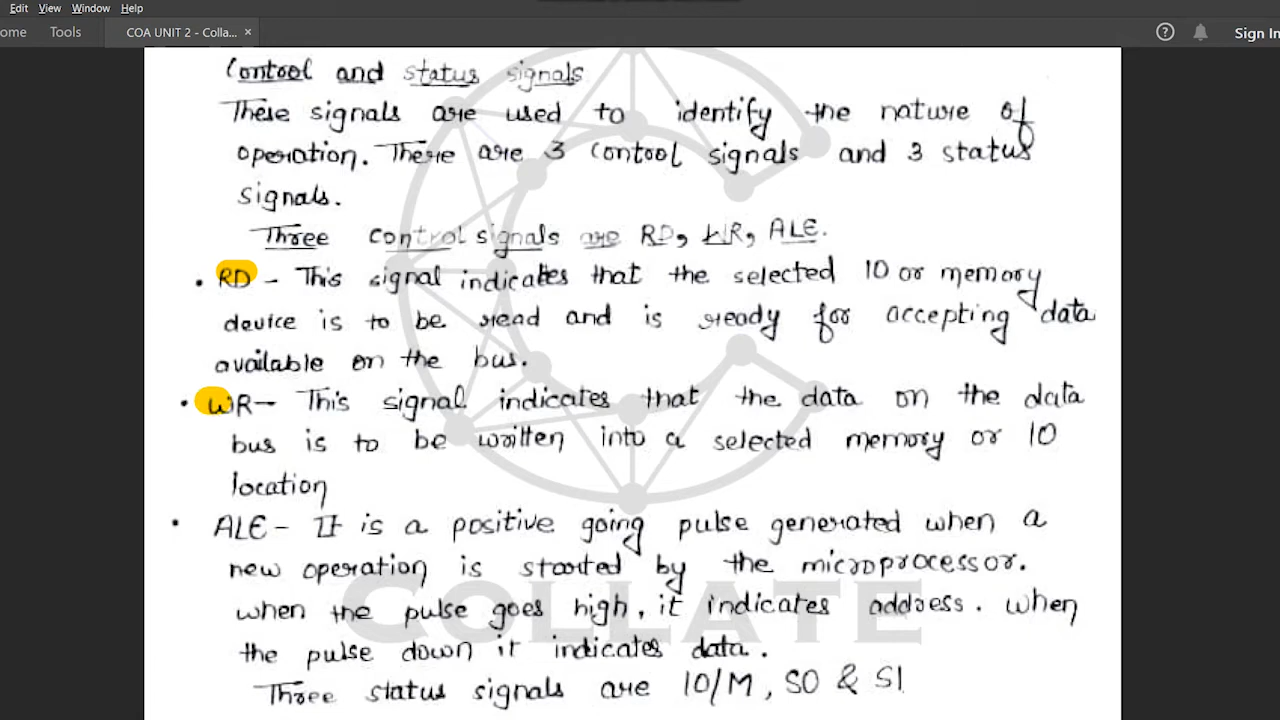 Edit View Window Help
ome Tools COA UNIT 2 - Colla... × Sign In
Control and status signals
These signals are used to identify the nature of
operation. There are 3 control signals and 3 status
signals.
Three control signals are RD, WR, ALE.
• RD - This signal indicates that the selected 10 or memory
device is to be read and is ready for accepting data
available on the bus.
• WR- This signal indicates that the data on the data
bus is to be written into a selected memory or 10
location
• ALE - It is a positive going pulse generated when a
new operation is started by the microprocessor.
when the pulse goes high, it indicates address. when
the pulse down it indicates data.
Three status signals are 10/M, S0 & S1
COLLATE